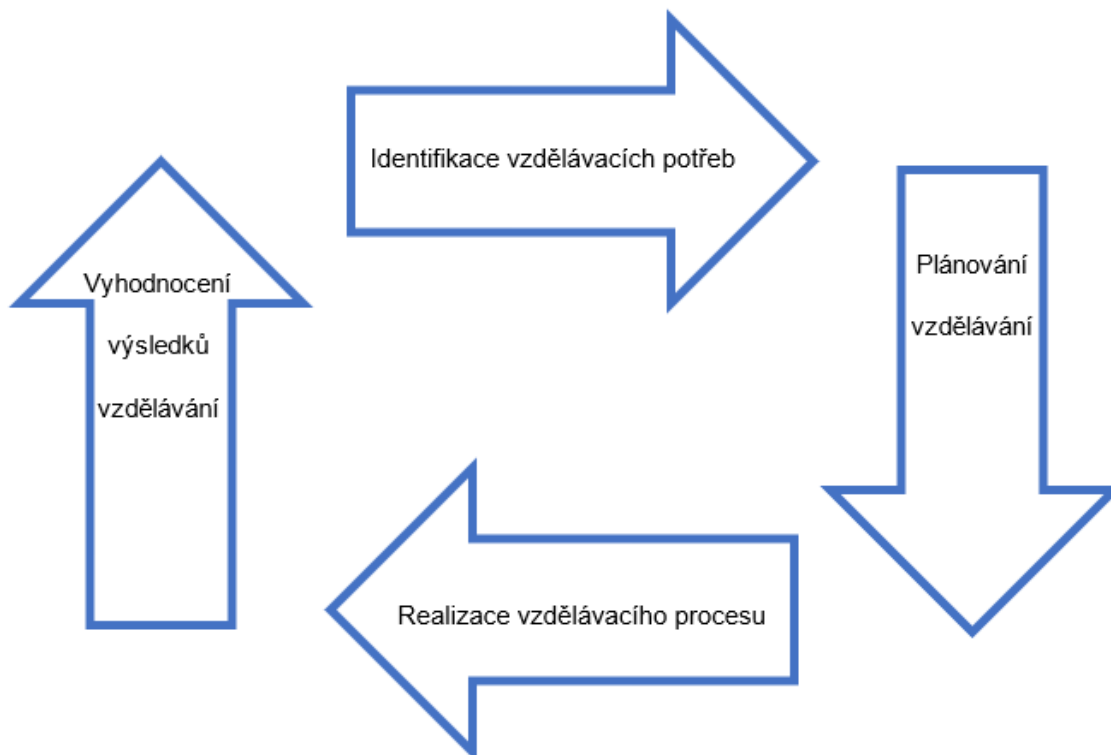 Identifikace vzdělávacích potřeb
Plánování
vzdělávání
Realizace vzdělávacího procesu
Vyhodnocení
výsledků
vzdělávání